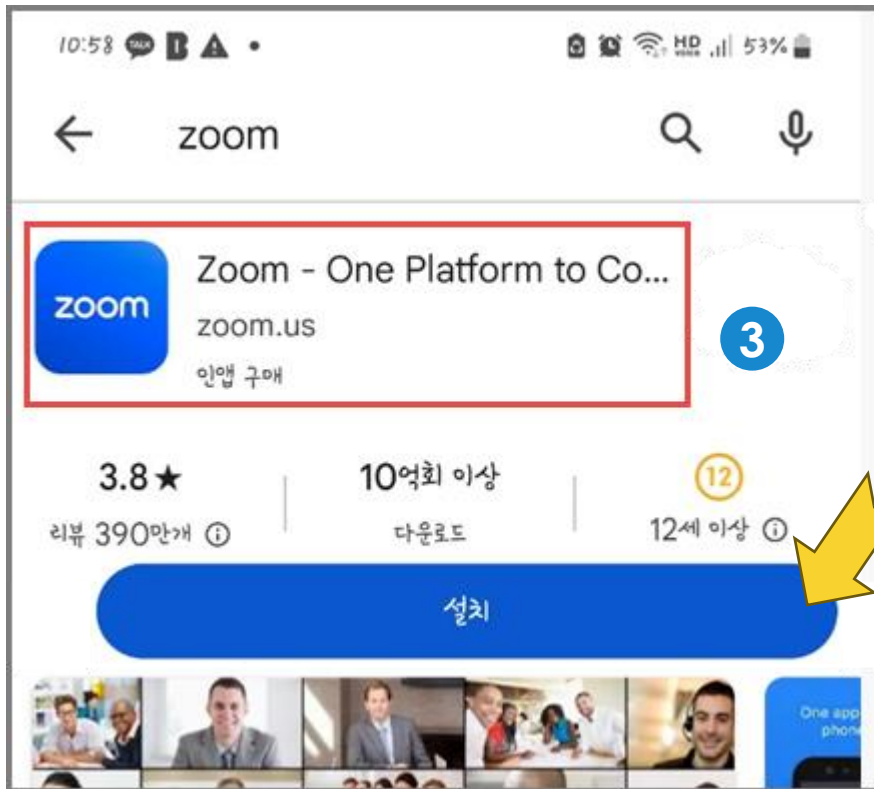 10:58 TALK B HD VOICE 53%
zoom
zoom
Zoom - One Platform to Co...
zoom.us
인앱 구매
3
3.8★
리뷰 390만개
10억회 이상
다운로드
12
12세 이상
설치
One app
phone